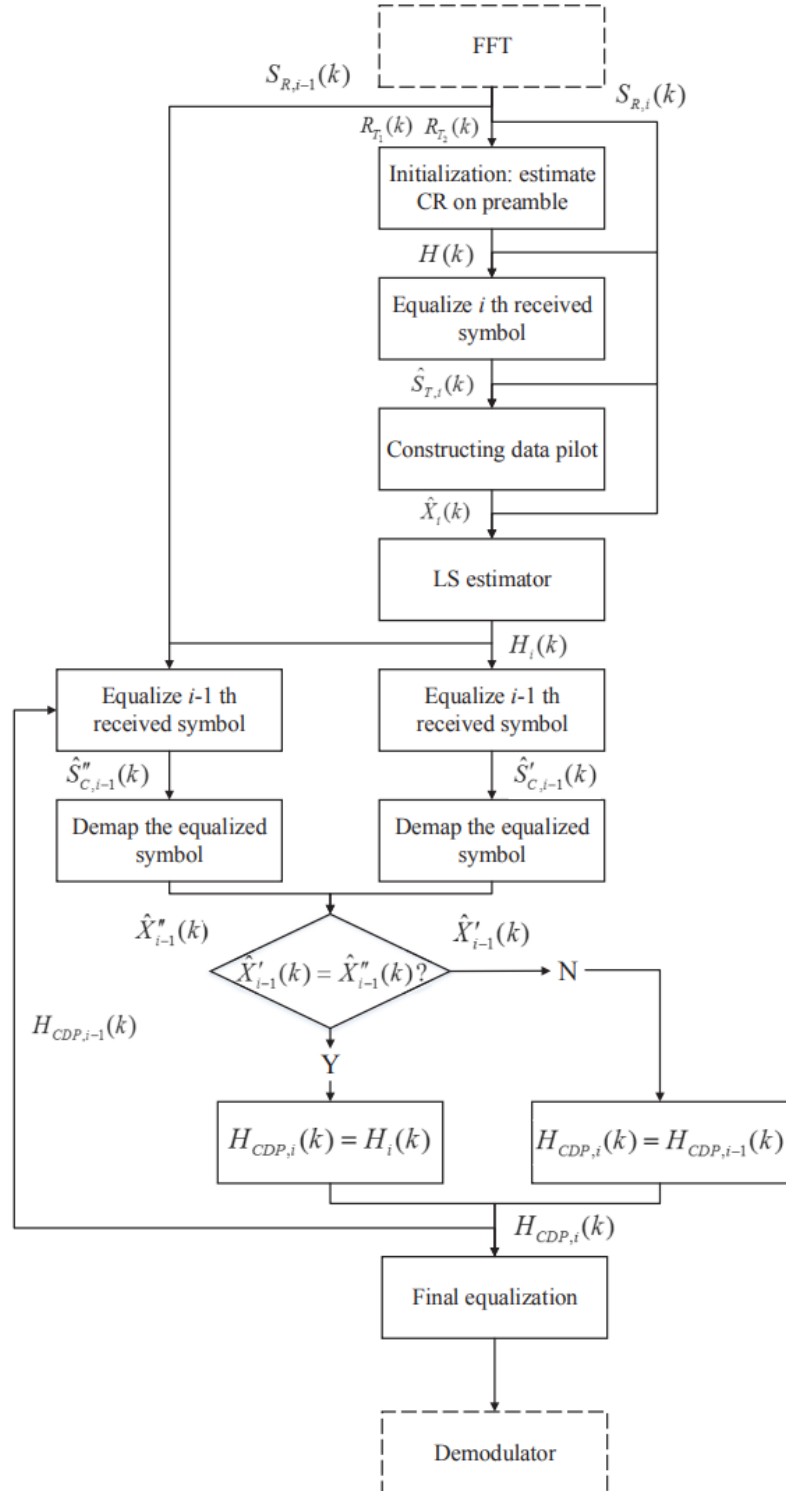 FFT
S_{R,i-1}(k)
S_{R,i}(k)
R_{T_1}(k) R_{T_2}(k)
Initialization: estimate
CR on preamble
H(k)
Equalize i th received
symbol
Ŝ_{T,i}(k)
Constructing data pilot
X̂_i(k)
LS estimator
H_i(k)
Equalize i-1 th
received symbol
Equalize i-1 th
received symbol
Ŝ''_{C,i-1}(k)
Ŝ'_{C,i-1}(k)
Demap the equalized
symbol
Demap the equalized
symbol
X̂''_{i-1}(k)
X̂'_{i-1}(k)
X̂'_{i-1}(k) = X̂''_{i-1}(k)?
N
H_{CDP,i-1}(k)
Y
H_{CDP,i}(k) = H_i(k)
H_{CDP,i}(k) = H_{CDP,i-1}(k)
H_{CDP,i}(k)
Final equalization
Demodulator